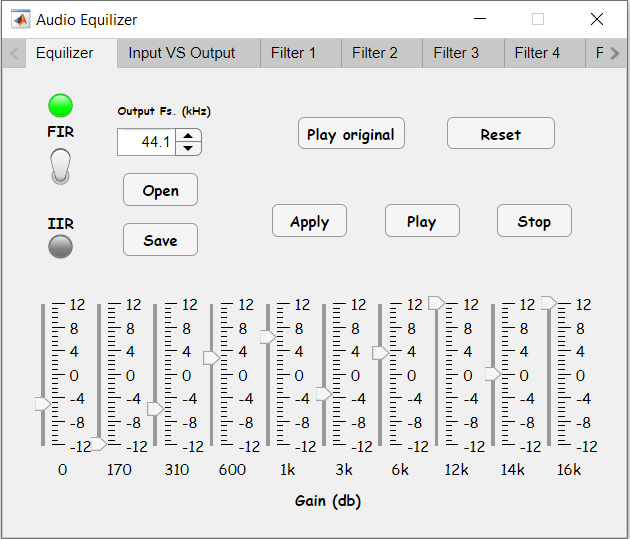 Audio Equilizer
Equilizer Input VS Output Filter 1 Filter 2 Filter 3 Filter 4 F
Output Fs. (kHz)
FIR
44.1
Play original Reset
Open
Apply Play Stop
IIR
Save
12 12 12 12 12 12 12 12 12 12
8 8 8 8 8 8 8 8 8 8
4 4 4 4 4 4 4 4 4 4
0 0 0 0 0 0 0 0 0 0
-4 -4 -4 -4 -4 -4 -4 -4 -4 -4
-8 -8 -8 -8 -8 -8 -8 -8 -8 -8
-12 -12 -12 -12 -12 -12 -12 -12 -12 -12
0 170 310 600 1k 3k 6k 12k 14k 16k
Gain (db)